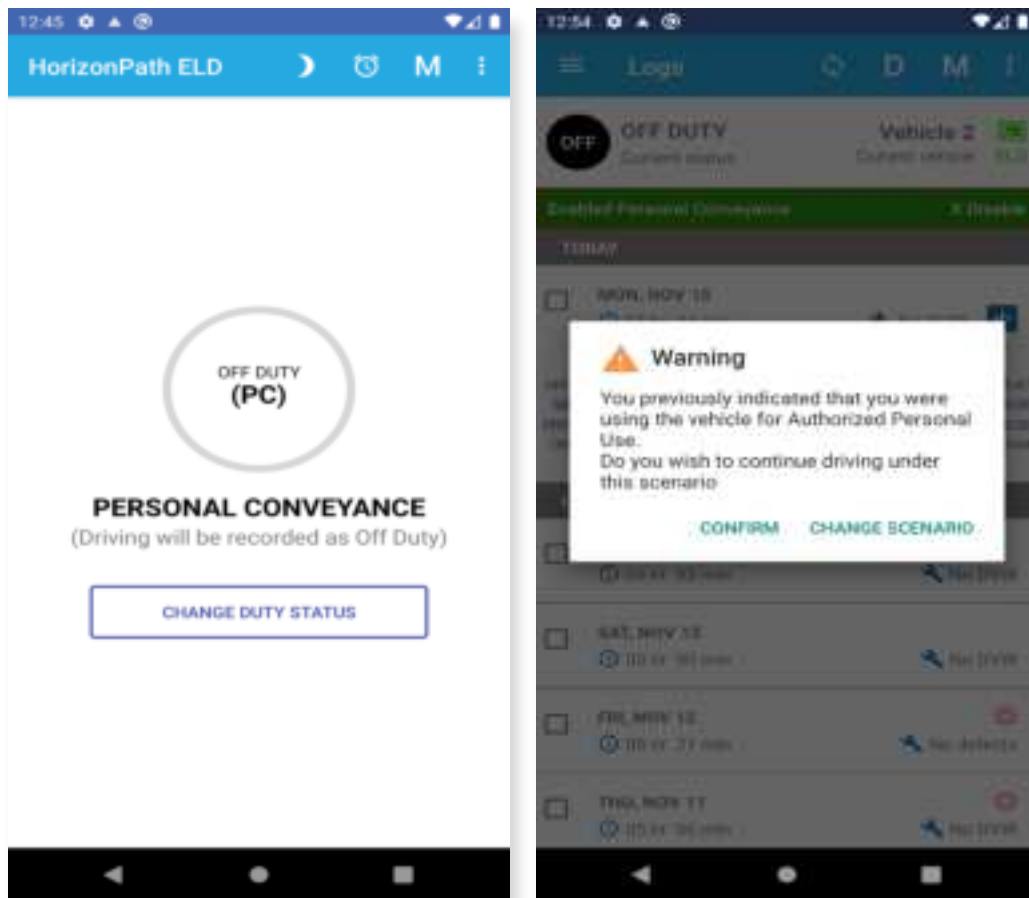 12:45
HorizonPath ELD
M
OFF DUTY
(PC)
PERSONAL CONVEYANCE
(Driving will be recorded as Off Duty)
CHANGE DUTY STATUS
12:54
Logs
D M
OFF
OFF DUTY
Current status
Vehicle 2
Current vehicle
ELD
Enabled Personal Conveyance
X Disable
TODAY
MON, NOV 15
Warning
You previously indicated that you were
using the vehicle for Authorized Personal
Use.
Do you wish to continue driving under
this scenario
CONFIRM CHANGE SCENARIO
No DVIR
SAT, NOV 13
No DVIR
FRI, NOV 12
No defects
THU, NOV 11
No DVIR